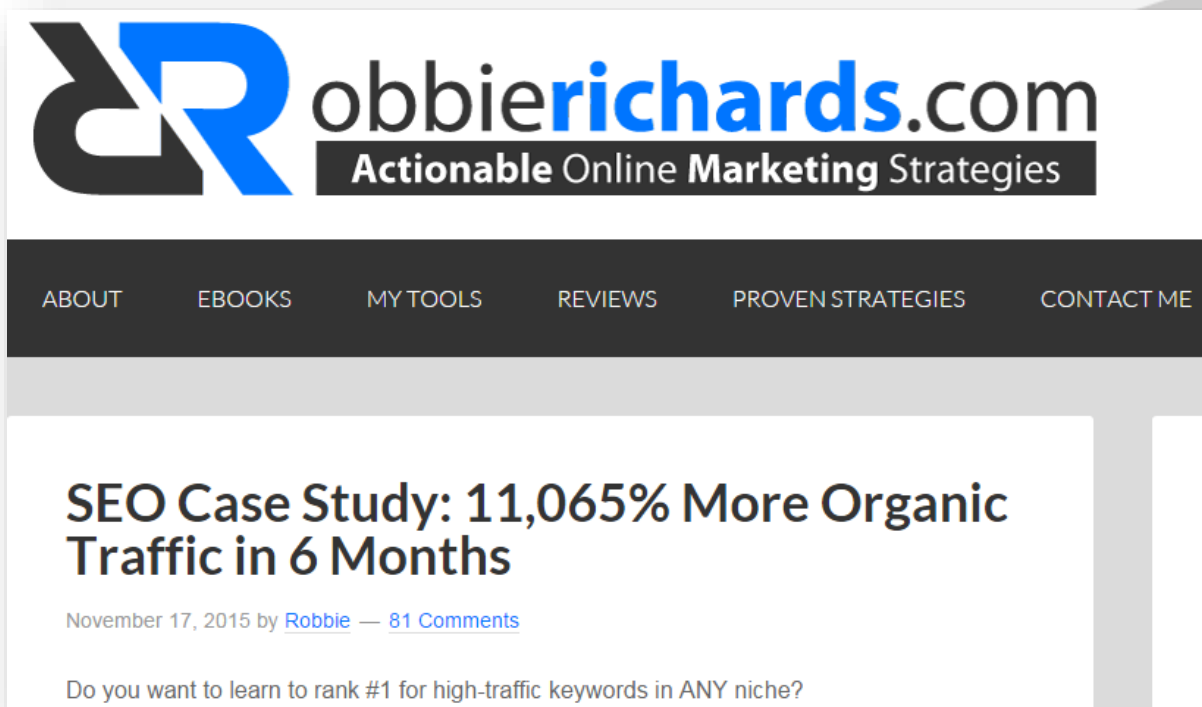 Robbierichards.com
Actionable Online Marketing Strategies
ABOUT EBOOKS MY TOOLS REVIEWS PROVEN STRATEGIES CONTACT ME
SEO Case Study: 11,065% More Organic
Traffic in 6 Months
November 17, 2015 by Robbie — 81 Comments
Do you want to learn to rank #1 for high-traffic keywords in ANY niche?